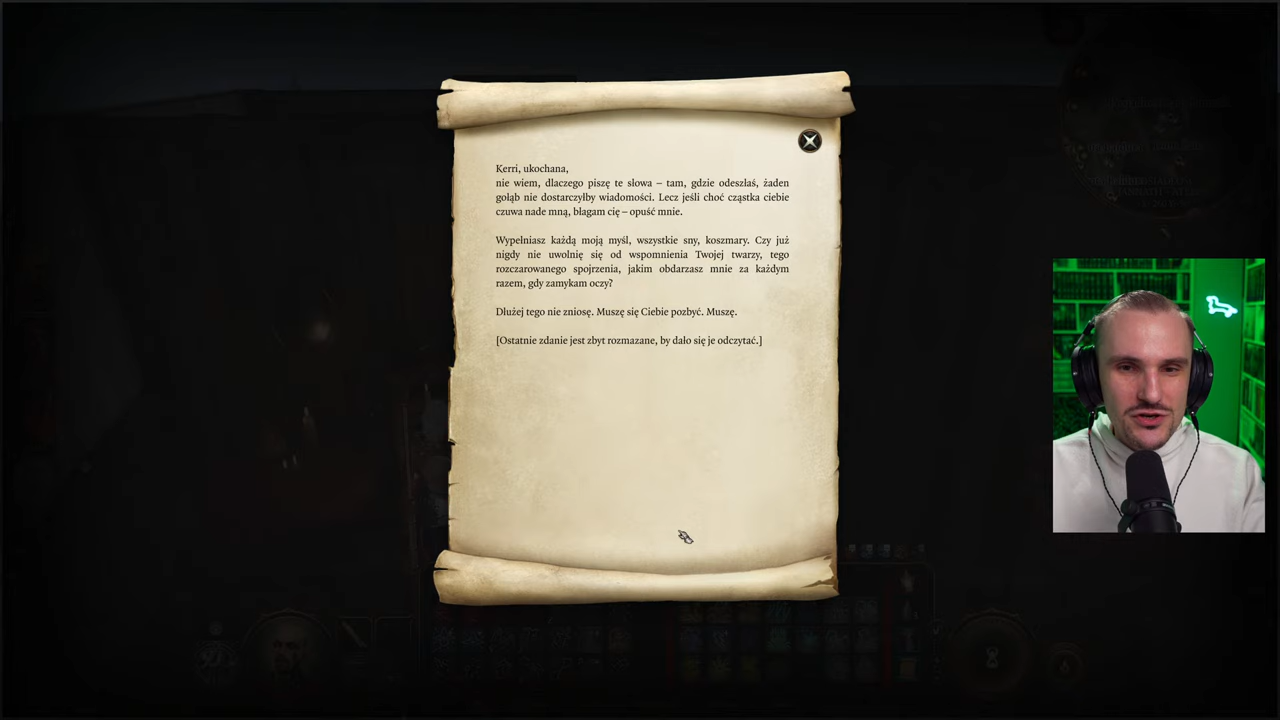 Kerri, ukochana,
nie wiem, dlaczego piszę te słowa – tam, gdzie odeszłaś, żaden
gołąb nie dostarczyłby wiadomości. Lecz jeśli choć cząstka ciebie
czuwa nade mną, błagam cię – opuść mnie.
Wypełniasz każdą moją myśl, wszystkie sny, koszmary. Czy już
nigdy nie uwolnię się od wspomnienia Twojej twarzy, tego
rozczarowanego spojrzenia, jakim obdarzasz mnie za każdym
razem, gdy zamykam oczy?
Dłużej tego nie zniosę. Muszę się Ciebie pozbyć. Muszę.
[Ostatnie zdanie jest zbyt rozmazane, by dało się je odczytać.]